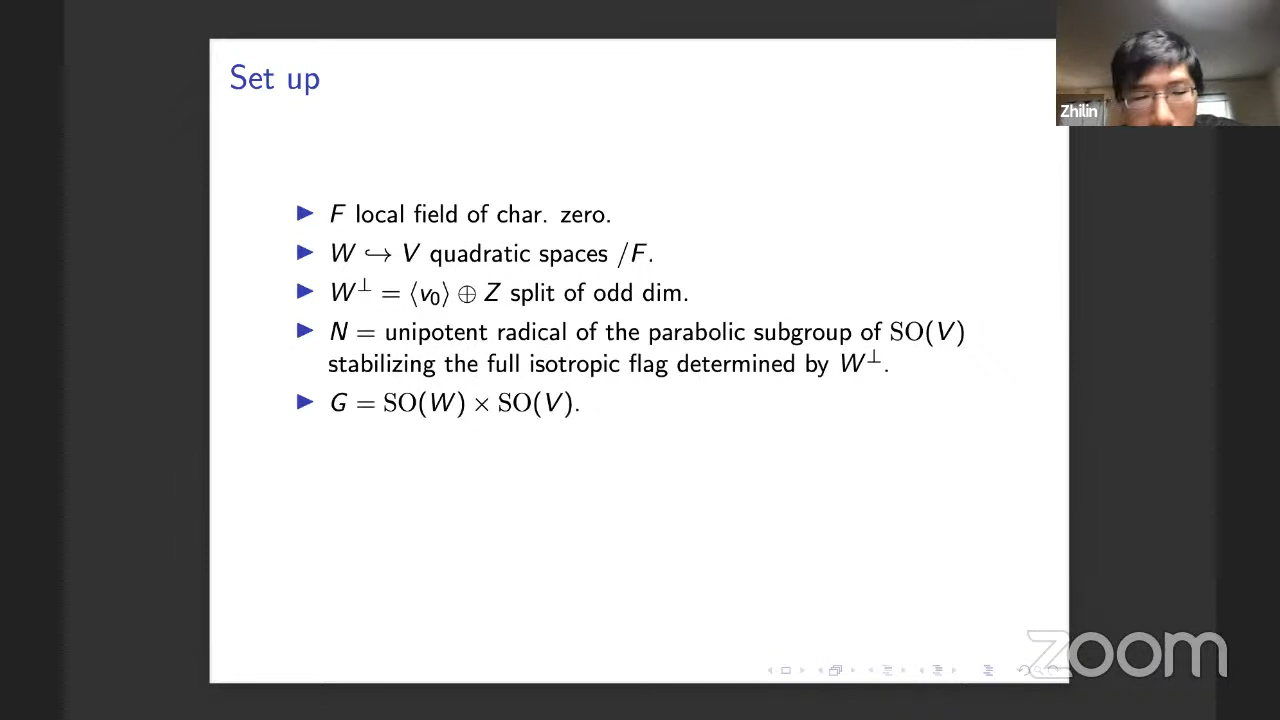 Set up
Zhilin
▶ F local field of char. zero.
▶ W ↪ V quadratic spaces /F.
▶ W⊥ = ⟨v₀⟩ ⊕ Z split of odd dim.
▶ N = unipotent radical of the parabolic subgroup of SO(V)
stabilizing the full isotropic flag determined by W⊥.
▶ G = SO(W) × SO(V).
zoom